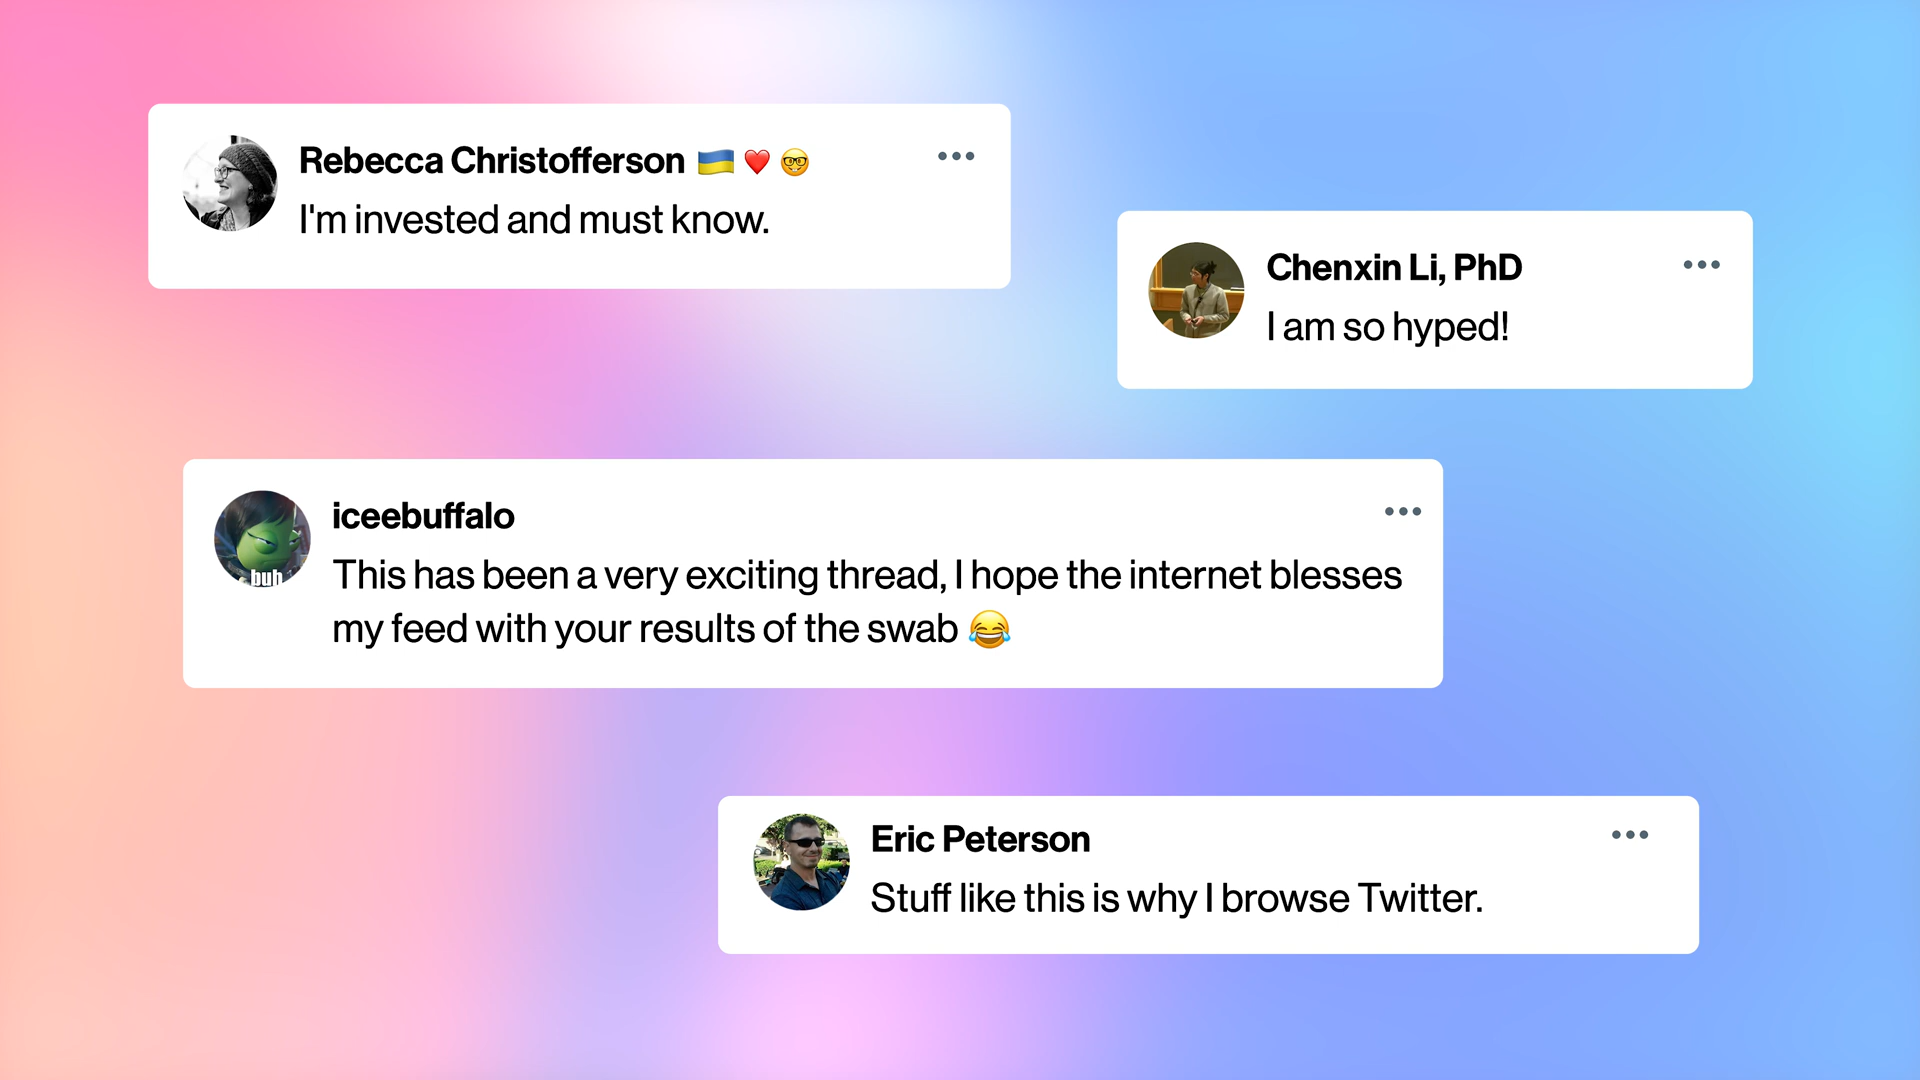 Rebecca Christofferson 🇺🇦 ❤️ 🤓
I'm invested and must know.
Chenxin Li, PhD
I am so hyped!
iceebuffalo
This has been a very exciting thread, I hope the internet blesses
my feed with your results of the swab 😂
buh
Eric Peterson
Stuff like this is why I browse Twitter.